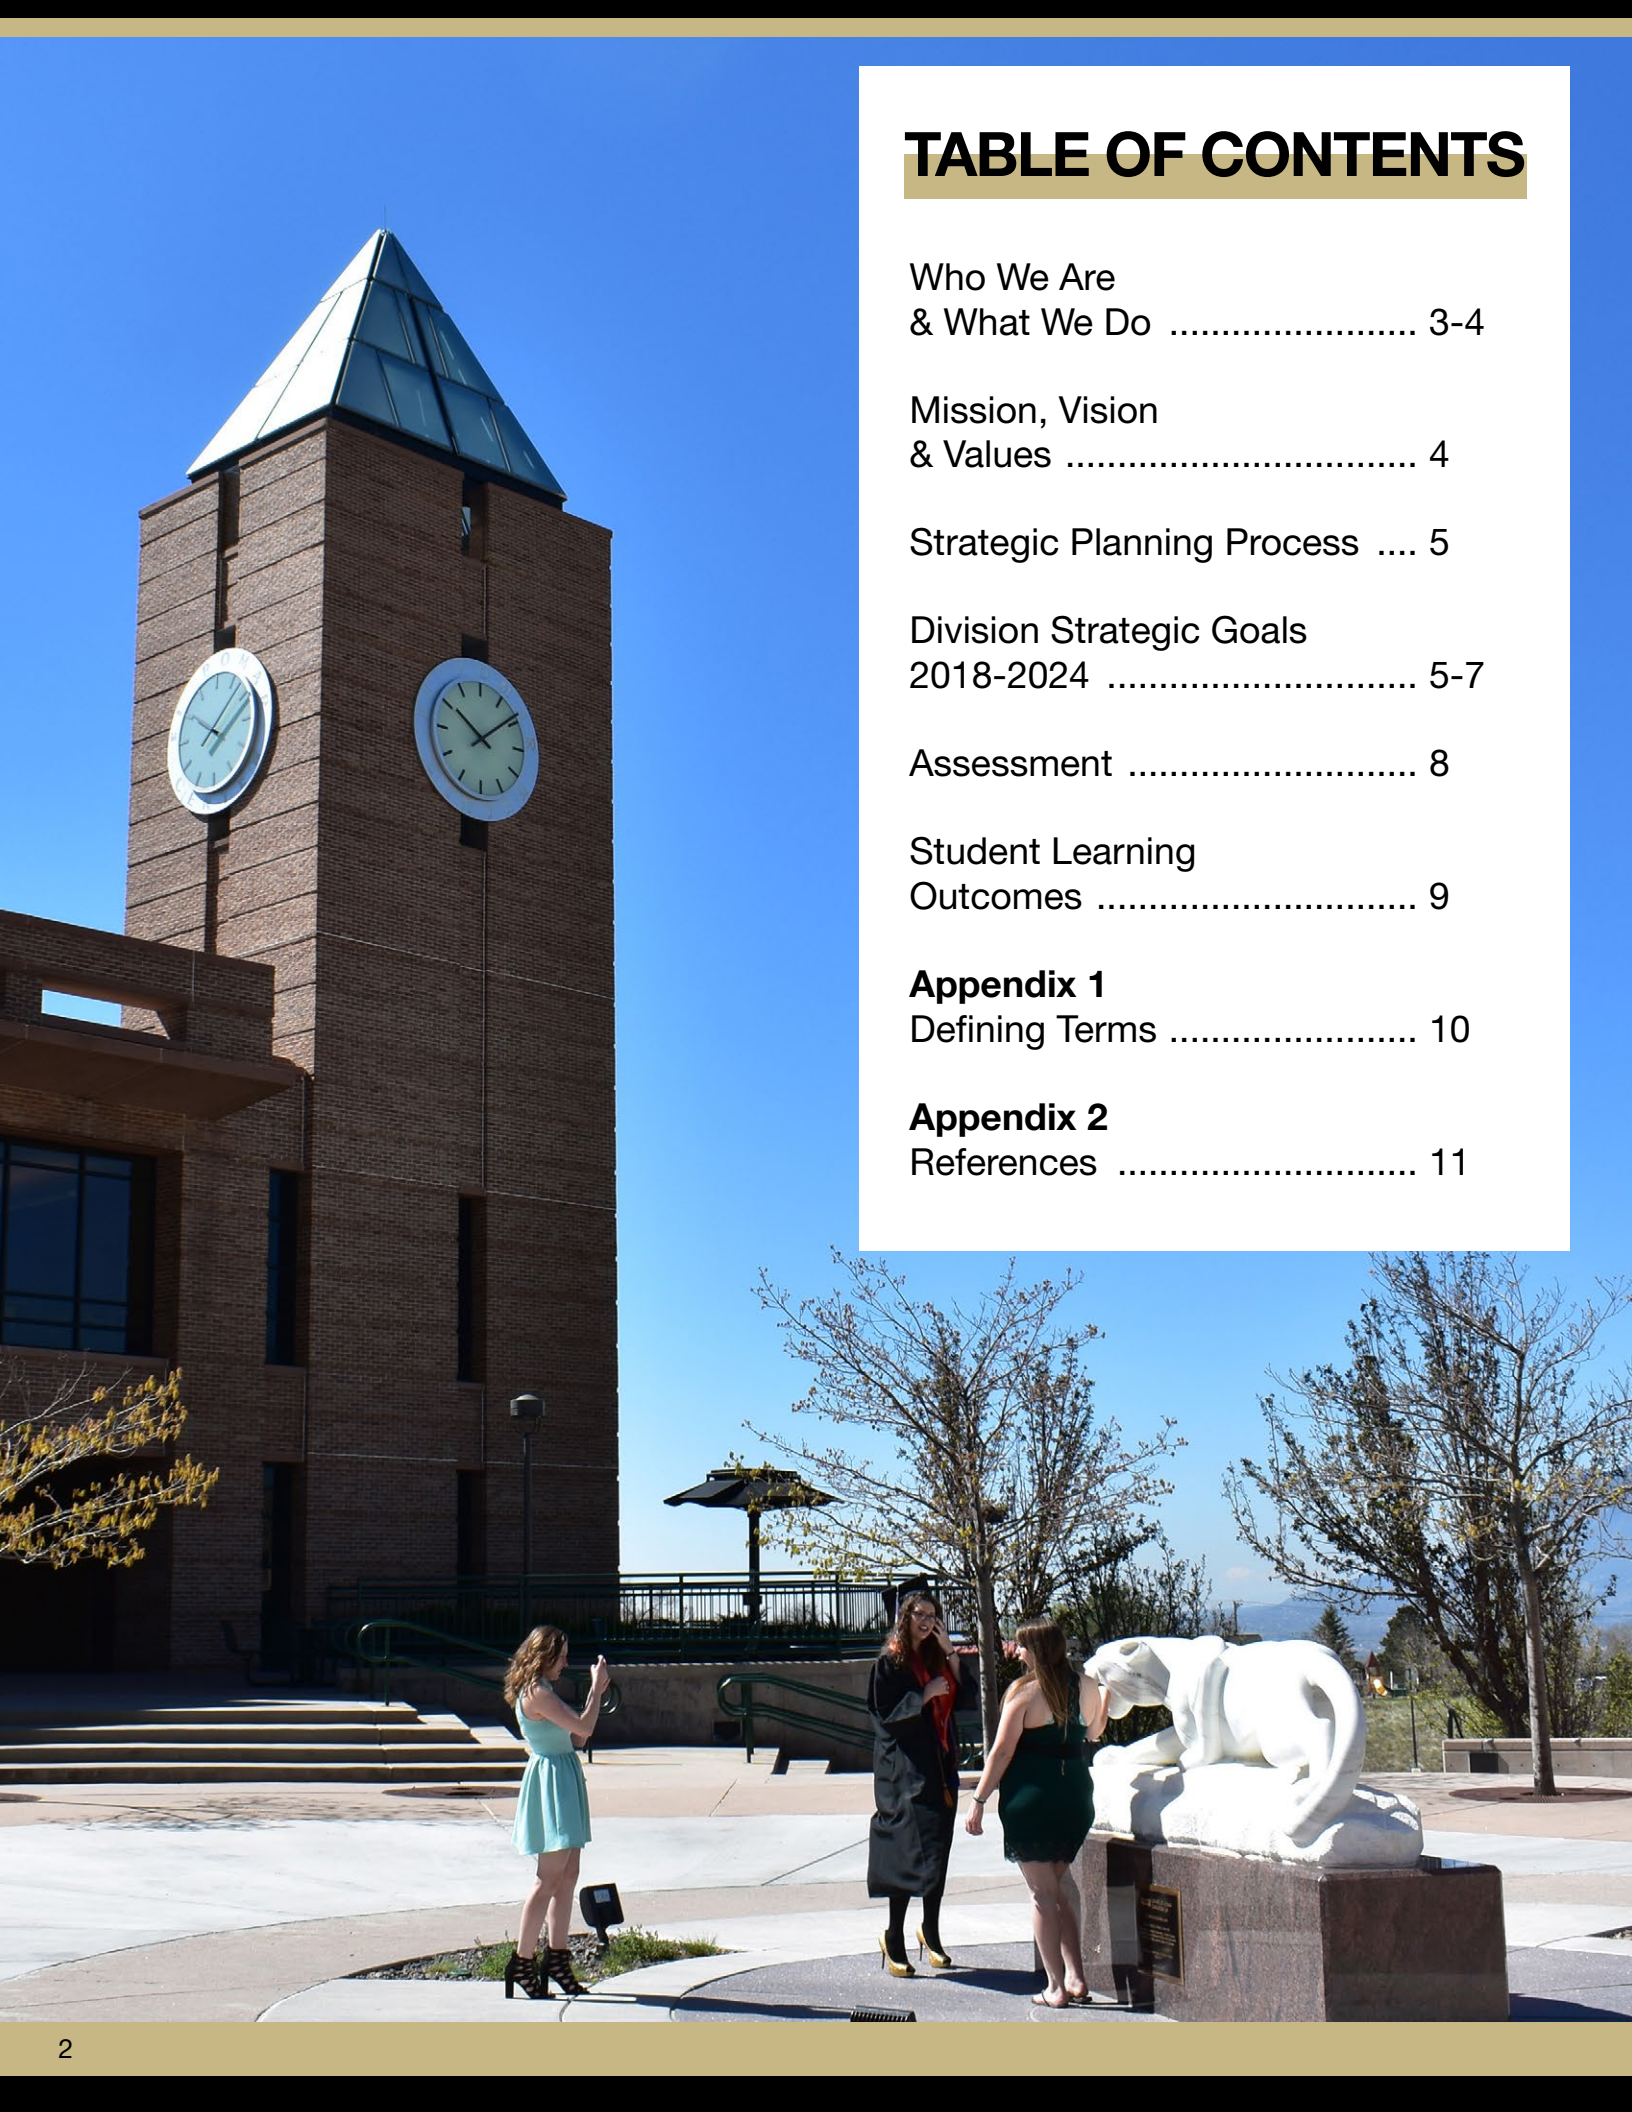 TABLE OF CONTENTS
Who We Are
& What We Do ........................ 3-4
Mission, Vision
& Values .................................. 4
Strategic Planning Process .... 5
Division Strategic Goals
2018-2024 .............................. 5-7
Assessment ............................ 8
Student Learning
Outcomes ............................... 9
Appendix 1
Defining Terms ........................ 10
Appendix 2
References ............................. 11
2